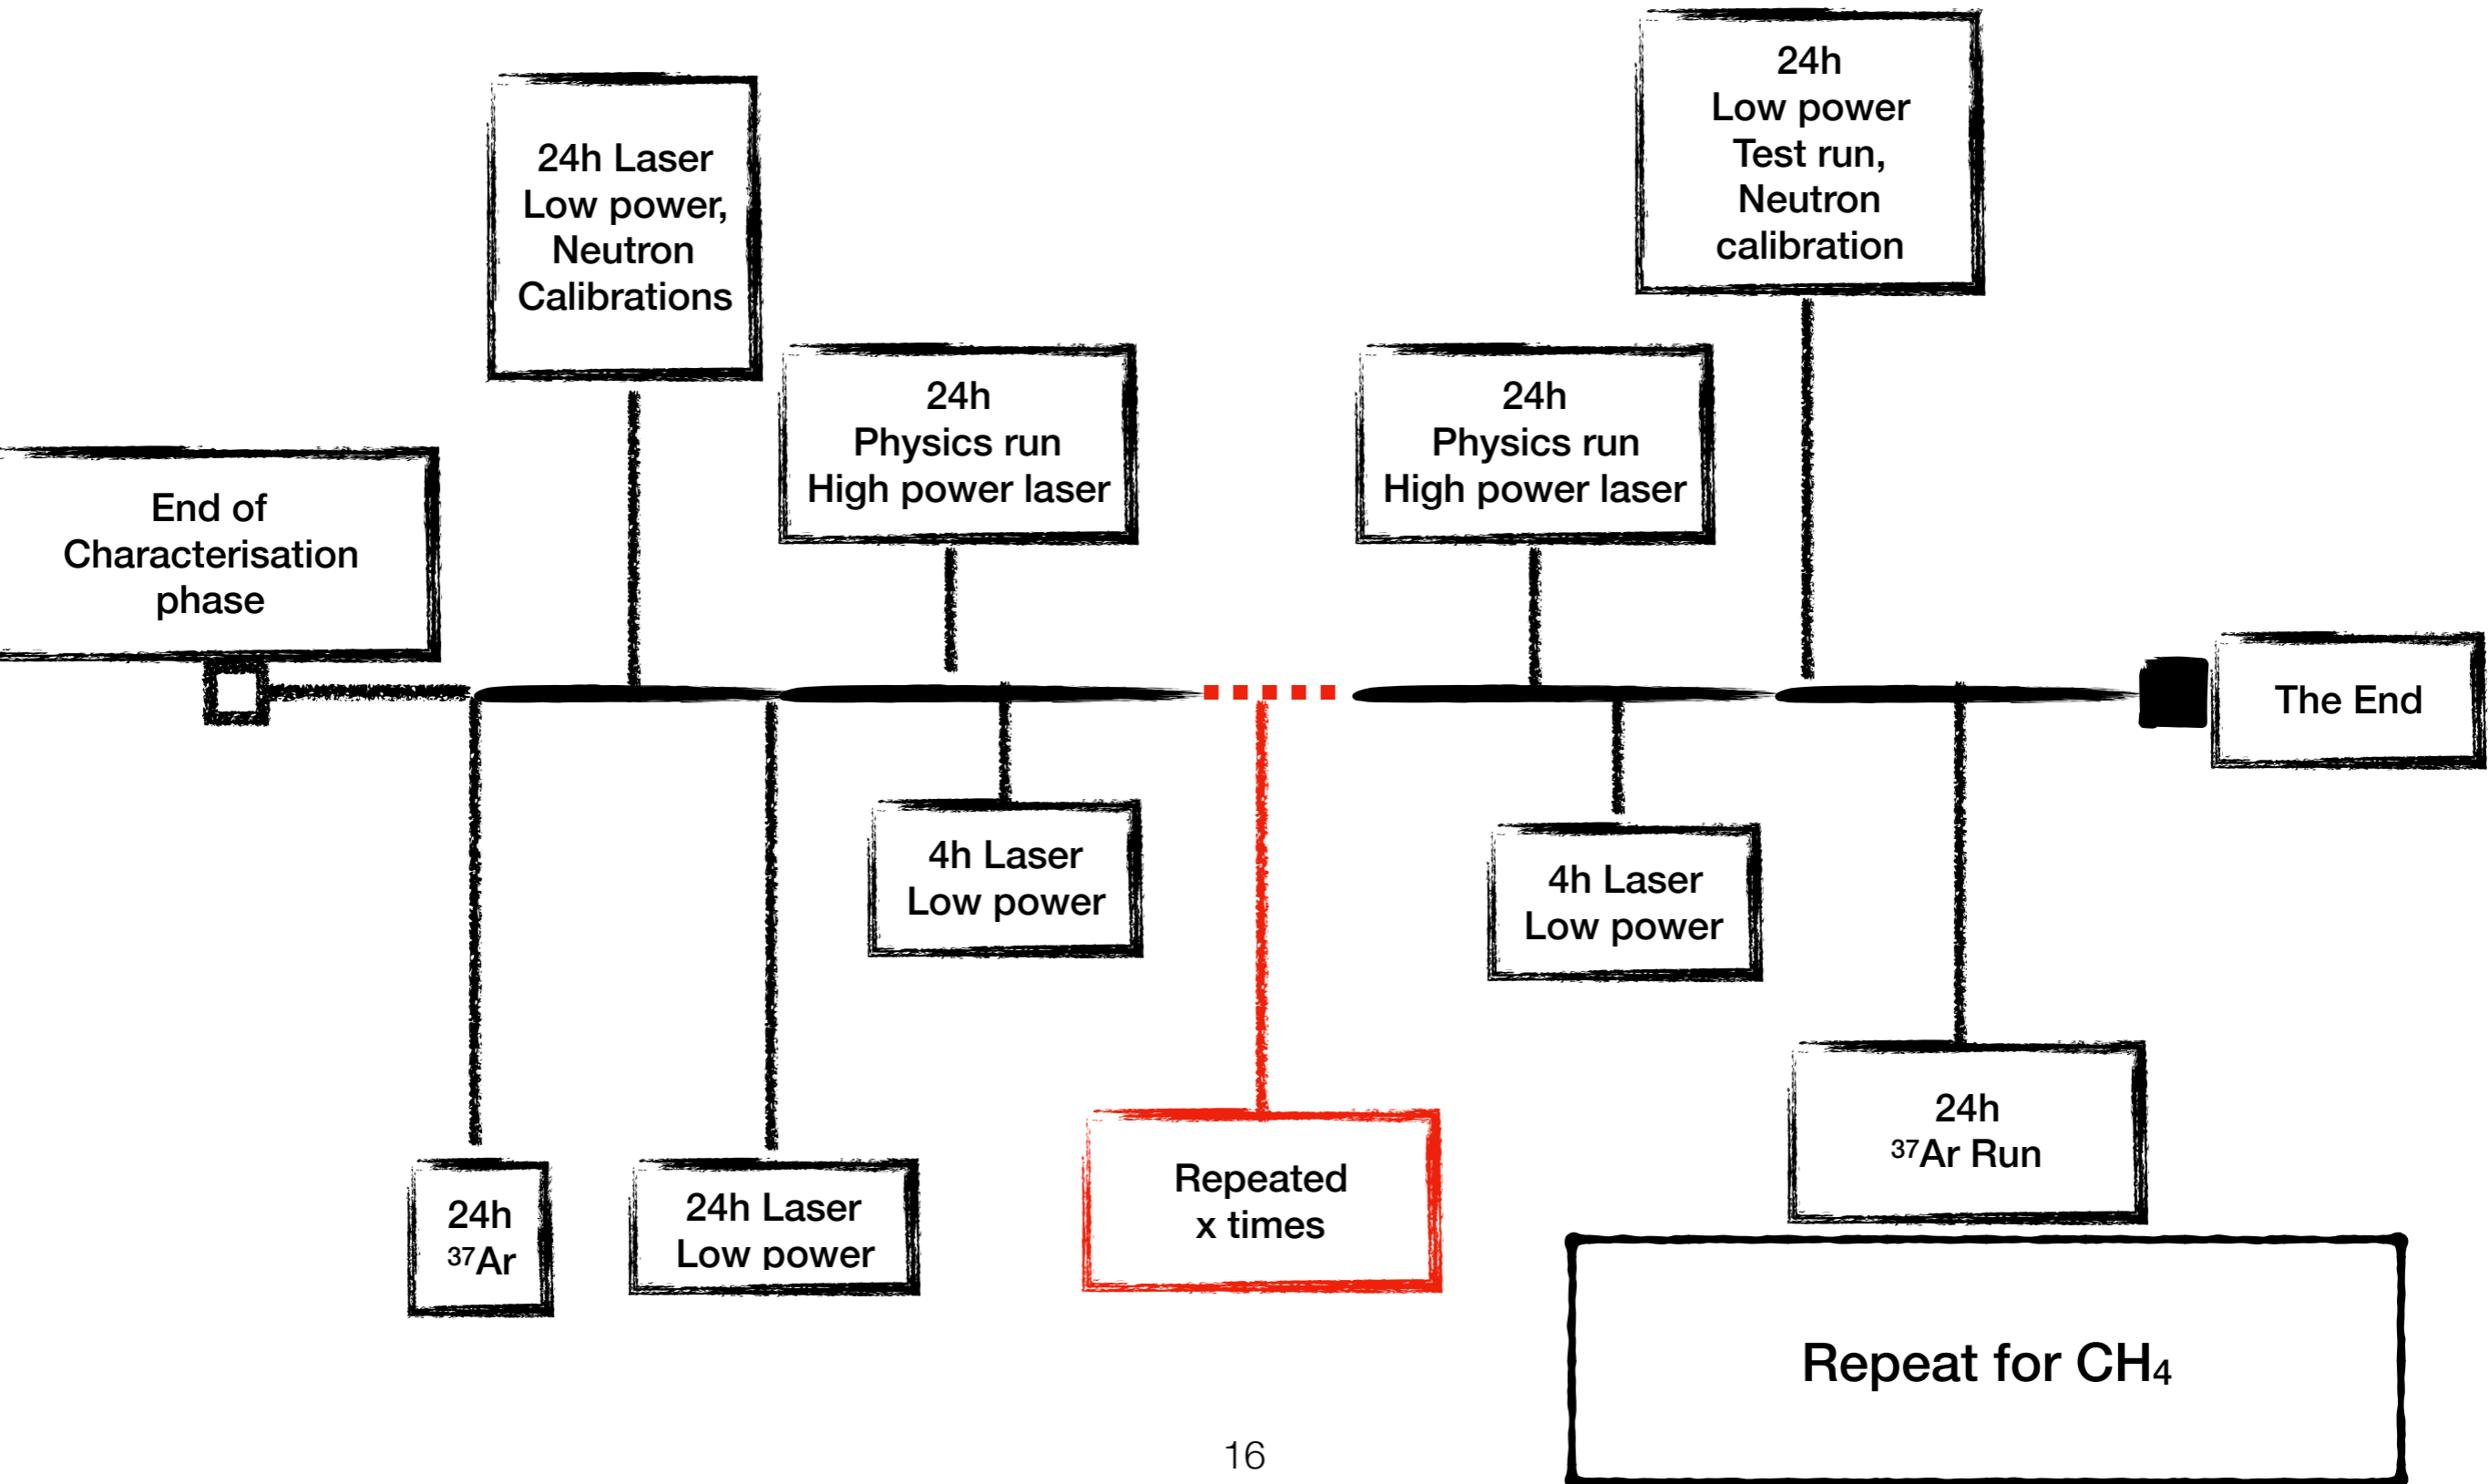 End of
Characterisation
phase
24h
³⁷Ar
24h Laser
Low power,
Neutron
Calibrations
24h Laser
Low power
24h
Physics run
High power laser
4h Laser
Low power
Repeated
x times
24h
Physics run
High power laser
4h Laser
Low power
24h
Low power
Test run,
Neutron
calibration
24h
³⁷Ar Run
The End
Repeat for CH₄
16